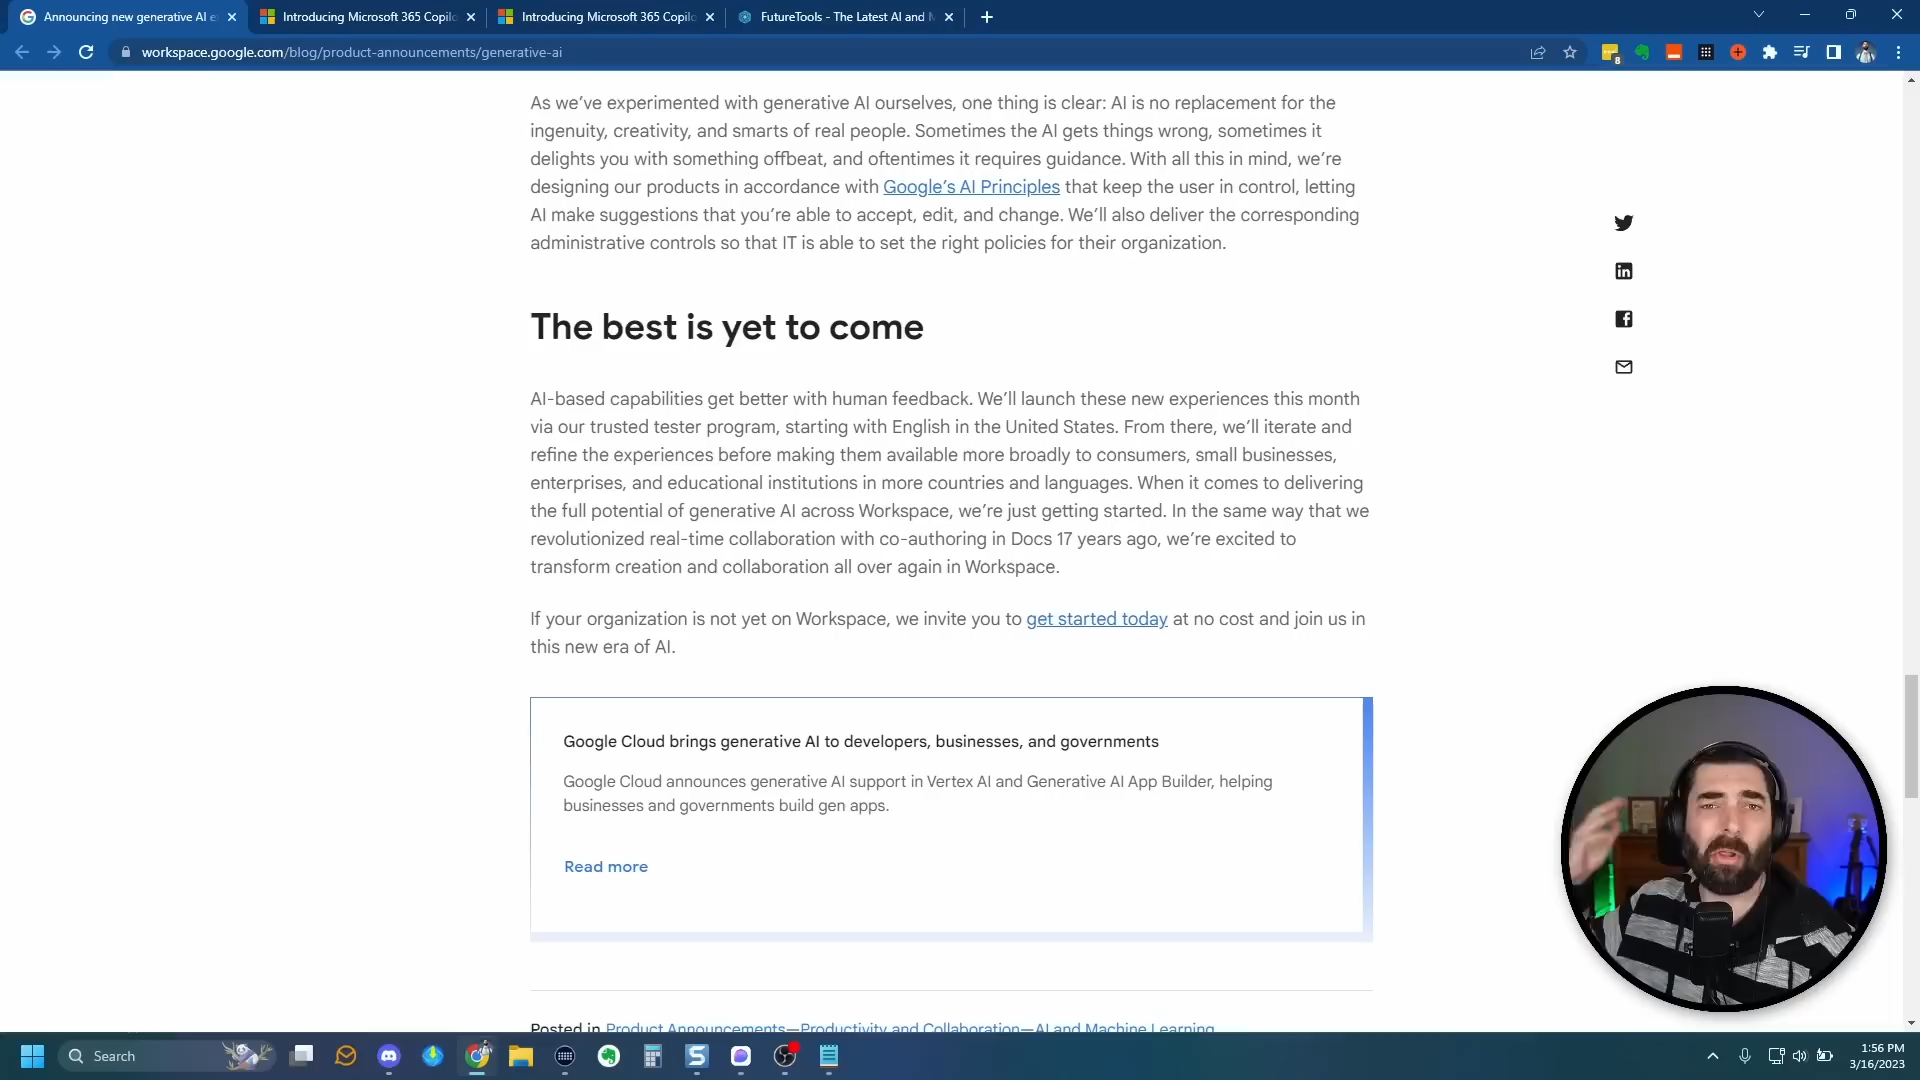 Announcing new generative AI e
Introducing Microsoft 365 Copilo
Introducing Microsoft 365 Copilo
FutureTools - The Latest AI and M
workspace.google.com/blog/product-announcements/generative-ai
8
As we've experimented with generative AI ourselves, one thing is clear: AI is no replacement for the
ingenuity, creativity, and smarts of real people. Sometimes the AI gets things wrong, sometimes it
delights you with something offbeat, and oftentimes it requires guidance. With all this in mind, we're
designing our products in accordance with Google's AI Principles that keep the user in control, letting
AI make suggestions that you're able to accept, edit, and change. We'll also deliver the corresponding
administrative controls so that IT is able to set the right policies for their organization.
The best is yet to come
AI-based capabilities get better with human feedback. We'll launch these new experiences this month
via our trusted tester program, starting with English in the United States. From there, we'll iterate and
refine the experiences before making them available more broadly to consumers, small businesses,
enterprises, and educational institutions in more countries and languages. When it comes to delivering
the full potential of generative AI across Workspace, we're just getting started. In the same way that we
revolutionized real-time collaboration with co-authoring in Docs 17 years ago, we're excited to
transform creation and collaboration all over again in Workspace.
If your organization is not yet on Workspace, we invite you to get started today at no cost and join us in
this new era of AI.
Google Cloud brings generative AI to developers, businesses, and governments
Google Cloud announces generative AI support in Vertex AI and Generative AI App Builder, helping
businesses and governments build gen apps.
Read more
Posted in Product Announcements—Productivity and Collaboration—AI and Machine Learning
Search
1:56 PM
3/16/2023